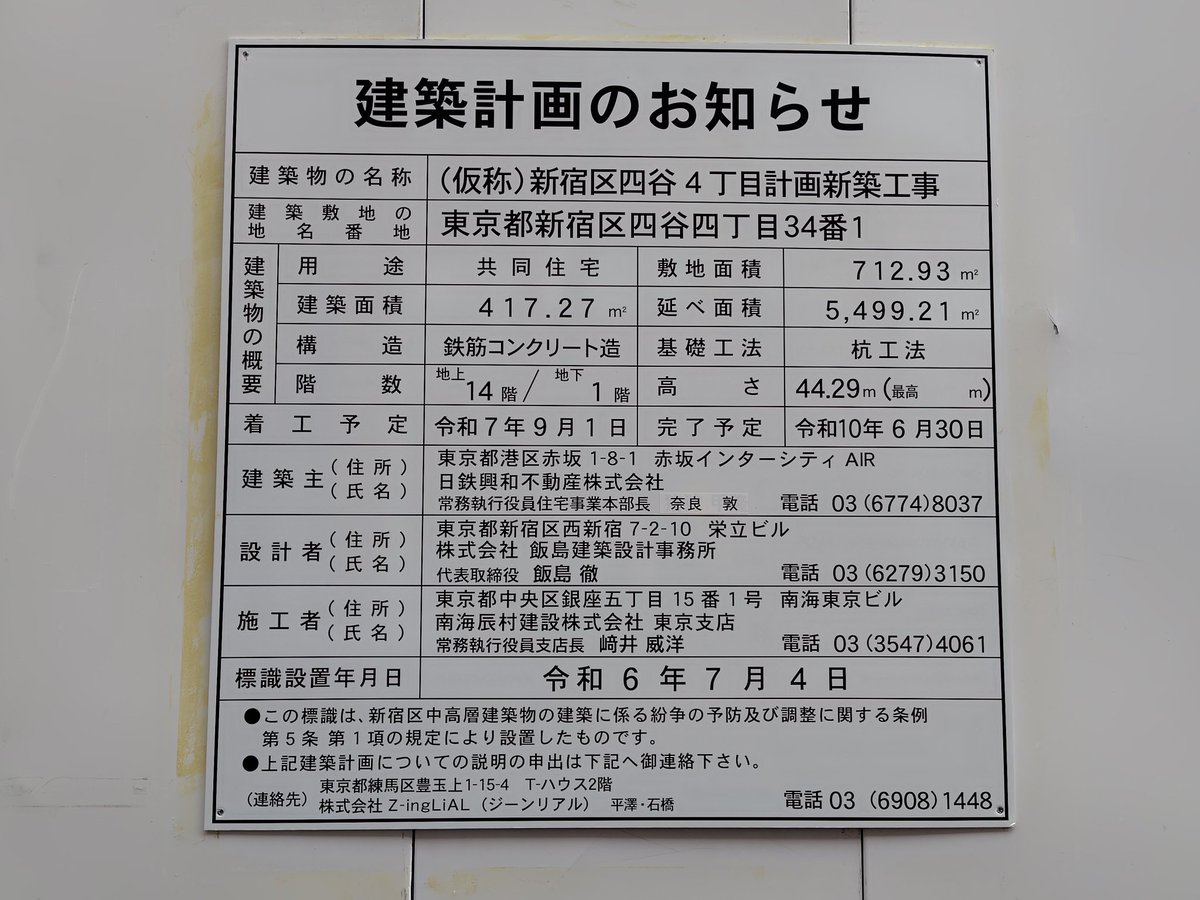 建築計画のお知らせ
建築物の名称 (仮称)新宿区四谷4丁目計画新築工事
建築敷地の地名番地 東京都新宿区四谷四丁目34番1
建築物の概要
用途 共同住宅 敷地面積 712.93㎡
建築面積 417.27㎡ 延べ面積 5,499.21㎡
構造 鉄筋コンクリート造 基礎工法 杭工法
階数 地上14階/地下1階 高さ 44.29m(最高 m)
着工予定 令和7年9月1日 完了予定 令和10年6月30日
建築主(住所)(氏名)
東京都港区赤坂1-8-1 赤坂インターシティAIR
日鉄興和不動産株式会社
常務執行役員住宅事業本部長 奈良 敦 電話 03(6774)8037
設計者(住所)(氏名)
東京都新宿区西新宿7-2-10 栄立ビル
株式会社 飯島建築設計事務所
代表取締役 飯島 徹 電話 03(6279)3150
施工者(住所)(氏名)
東京都中央区銀座五丁目15番1号 南海東京ビル
南海辰村建設株式会社 東京支店
常務執行役員支店長 﨑井 威洋 電話 03(3547)4061
標識設置年月日 令和6年7月4日
●この標識は、新宿区中高層建築物の建築に係る紛争の予防及び調整に関する条例
第5条 第1項の規定により設置したものです。
●上記建築計画についての説明の申出は下記へ御連絡下さい。
(連絡先) 東京都練馬区豊玉上1-15-4 T-ハウス2階
株式会社 Z-ingLiAL (ジーンリアル) 平澤・石橋 電話03 (6908)1448